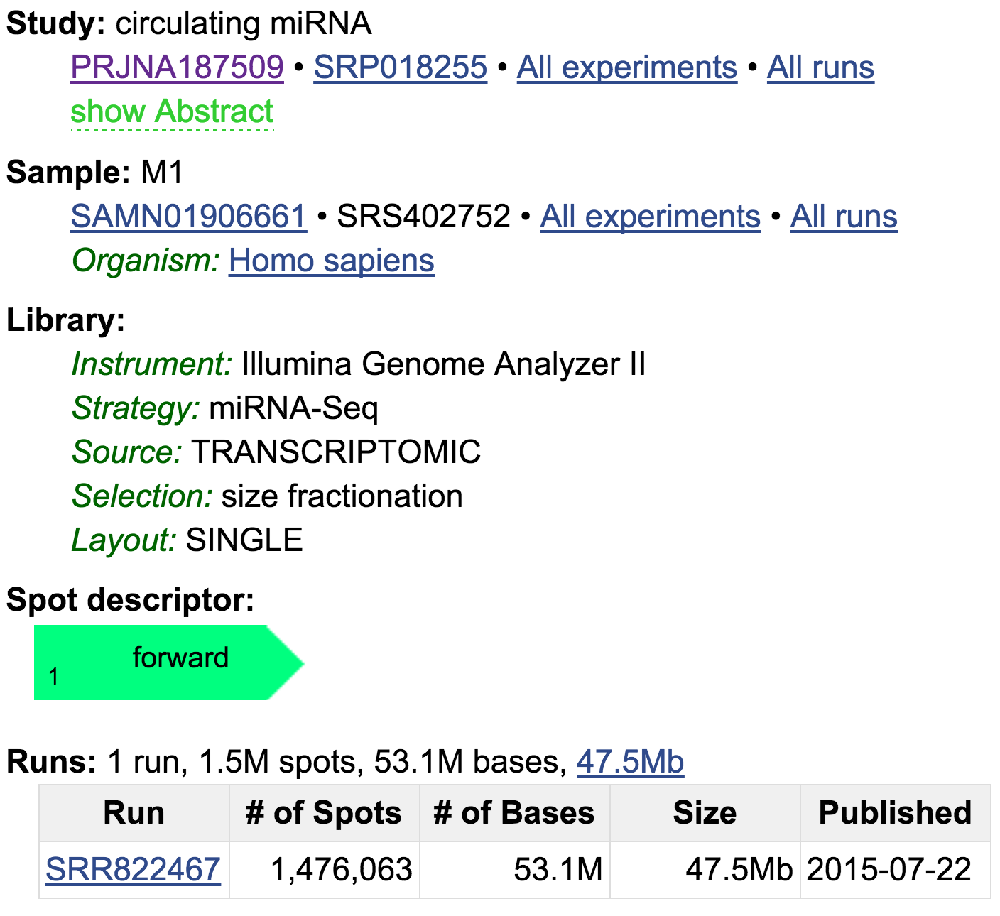 Study: circulating miRNA
PRJNA187509 • SRP018255 • All experiments • All runs
show Abstract
Sample: M1
SAMN01906661 • SRS402752 • All experiments • All runs
Organism: Homo sapiens
Library:
Instrument: Illumina Genome Analyzer II
Strategy: miRNA-Seq
Source: TRANSCRIPTOMIC
Selection: size fractionation
Layout: SINGLE
Spot descriptor:
forward
1
Runs: 1 run, 1.5M spots, 53.1M bases, 47.5Mb
Run # of Spots # of Bases Size Published
SRR822467 1,476,063 53.1M 47.5Mb 2015-07-22